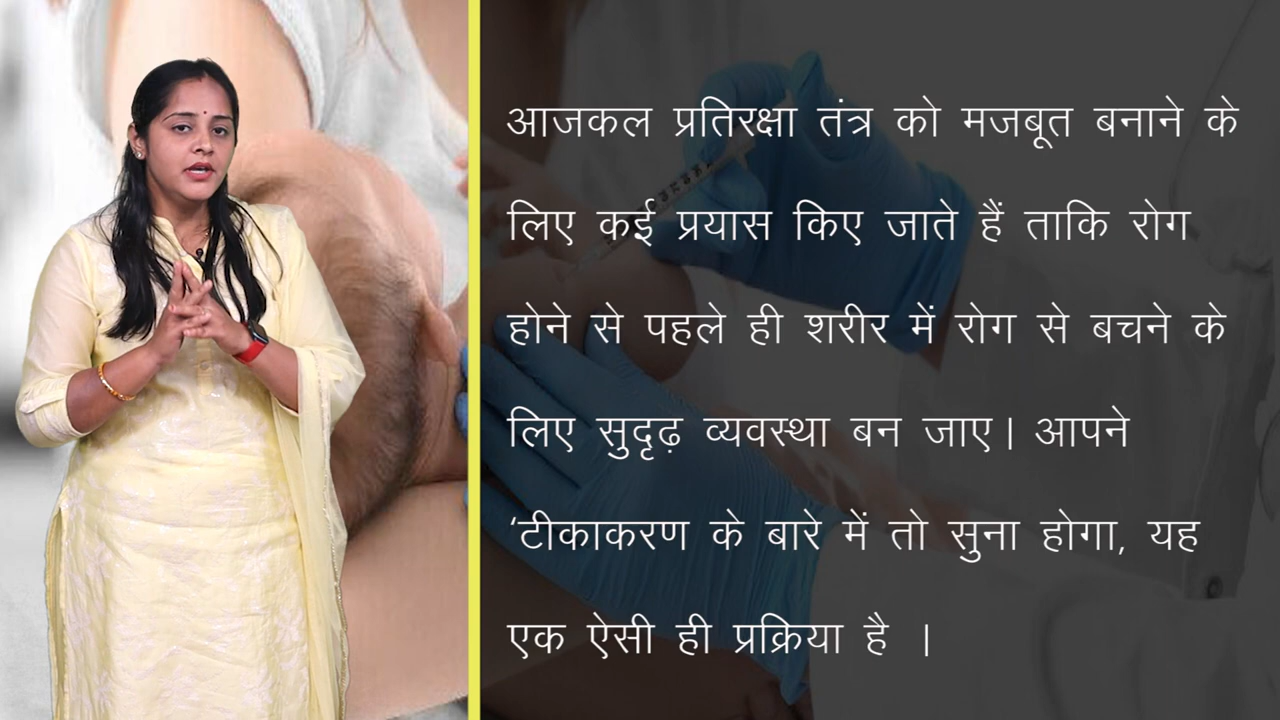 आजकल प्रतिरक्षा तंत्र को मजबूत बनाने के
लिए कई प्रयास किए जाते हैं ताकि रोग
होने से पहले ही शरीर में रोग से बचने के
लिए सुदृढ़ व्यवस्था बन जाए। आपने
‘टीकाकरण के बारे में तो सुना होगा, यह
एक ऐसी ही प्रक्रिया है ।